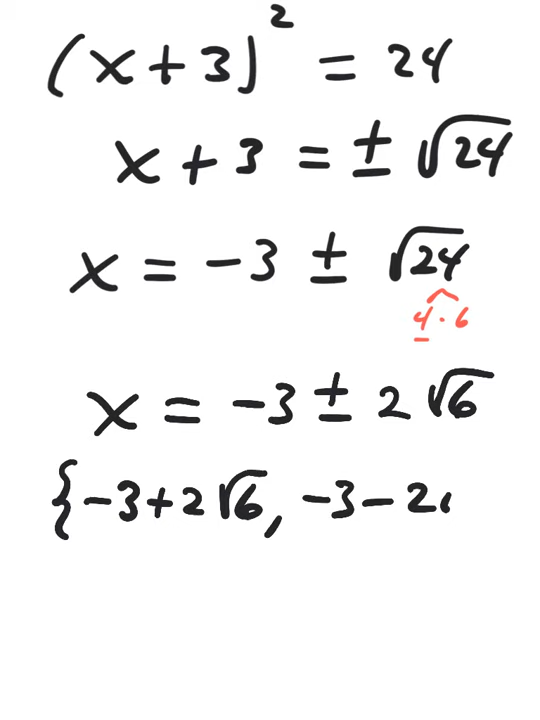 (x+3)² = 24
x+3 = ± √24
x = -3 ± √24
4 · 6
x = -3 ± 2√6
{-3+2√6, -3-2